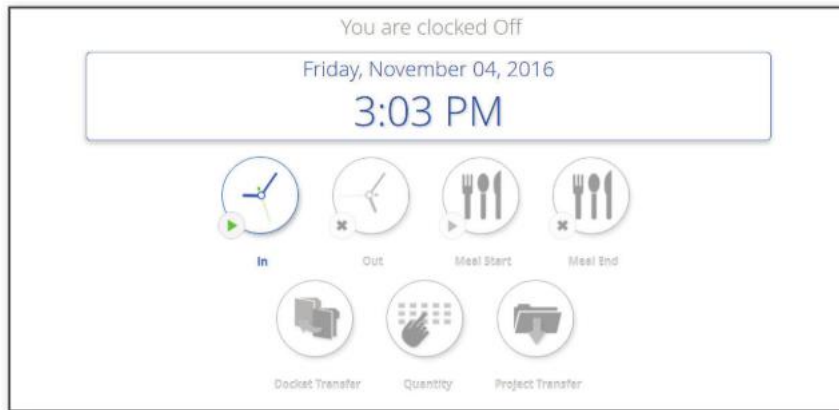 You are clocked Off
Friday, November 04, 2016
3:03 PM
In Out Meal Start Meal End
Docket Transfer Quantity Project Transfer